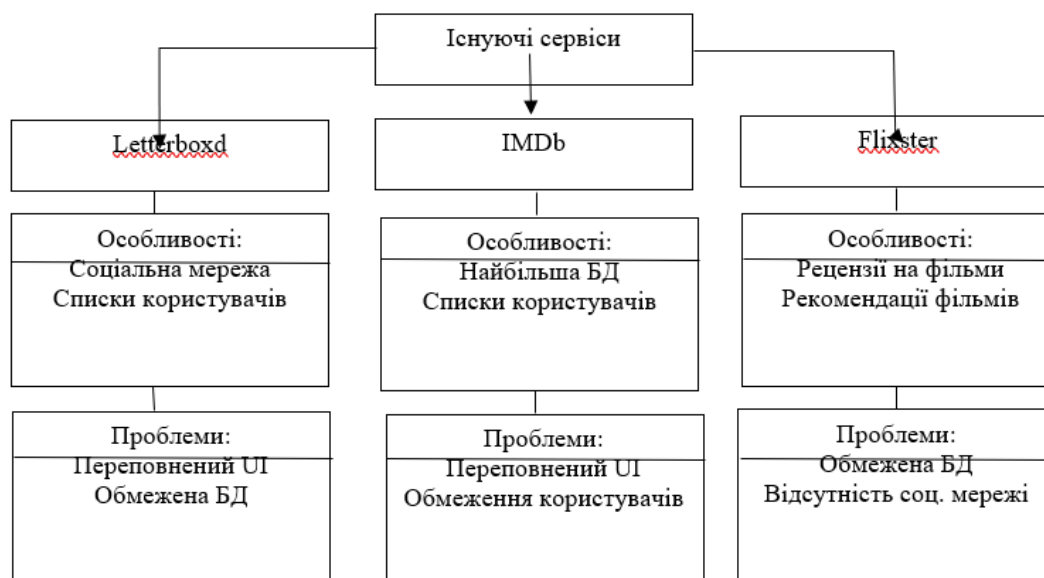 Існуючі сервіси
Letterboxd
IMDb
Flixster
Особливості:
Соціальна мережа
Списки користувачів
Особливості:
Найбільша БД
Списки користувачів
Особливості:
Рецензії на фільми
Рекомендації фільмів
Проблеми:
Переповнений UI
Обмежена БД
Проблеми:
Переповнений UI
Обмеження користувачів
Проблеми:
Обмежена БД
Відсутність соц. мережі